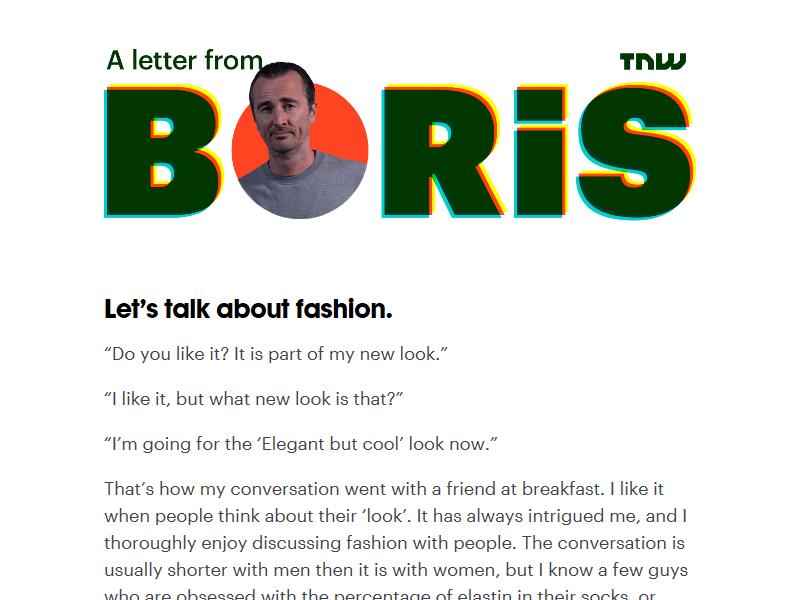 A letter from
TNW
BORiS
Let’s talk about fashion.
“Do you like it? It is part of my new look.”
“I like it, but what new look is that?”
“I’m going for the ‘Elegant but cool’ look now.”
That’s how my conversation went with a friend at breakfast. I like it
when people think about their ‘look’. It has always intrigued me, and I
thoroughly enjoy discussing fashion with people. The conversation is
usually shorter with men then it is with women, but I know a few guys
who are obsessed with the percentage of elastin in their socks, or